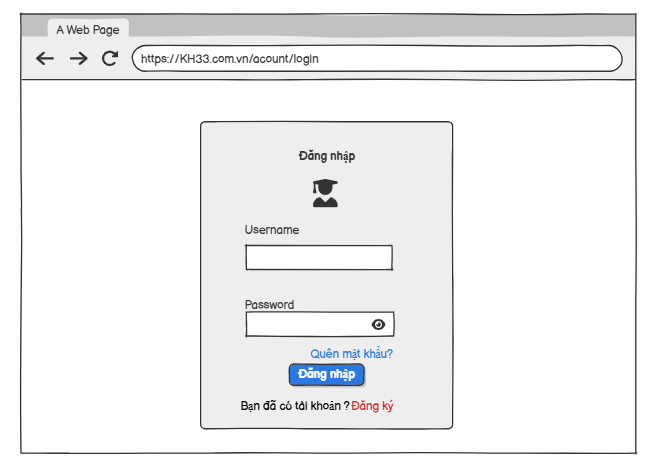 A Web Page
https://KH33.com.vn/acount/login
Đăng nhập
Username
Password
Quên mật khẩu?
Đăng nhập
Bạn đã có tài khoản ? Đăng ký